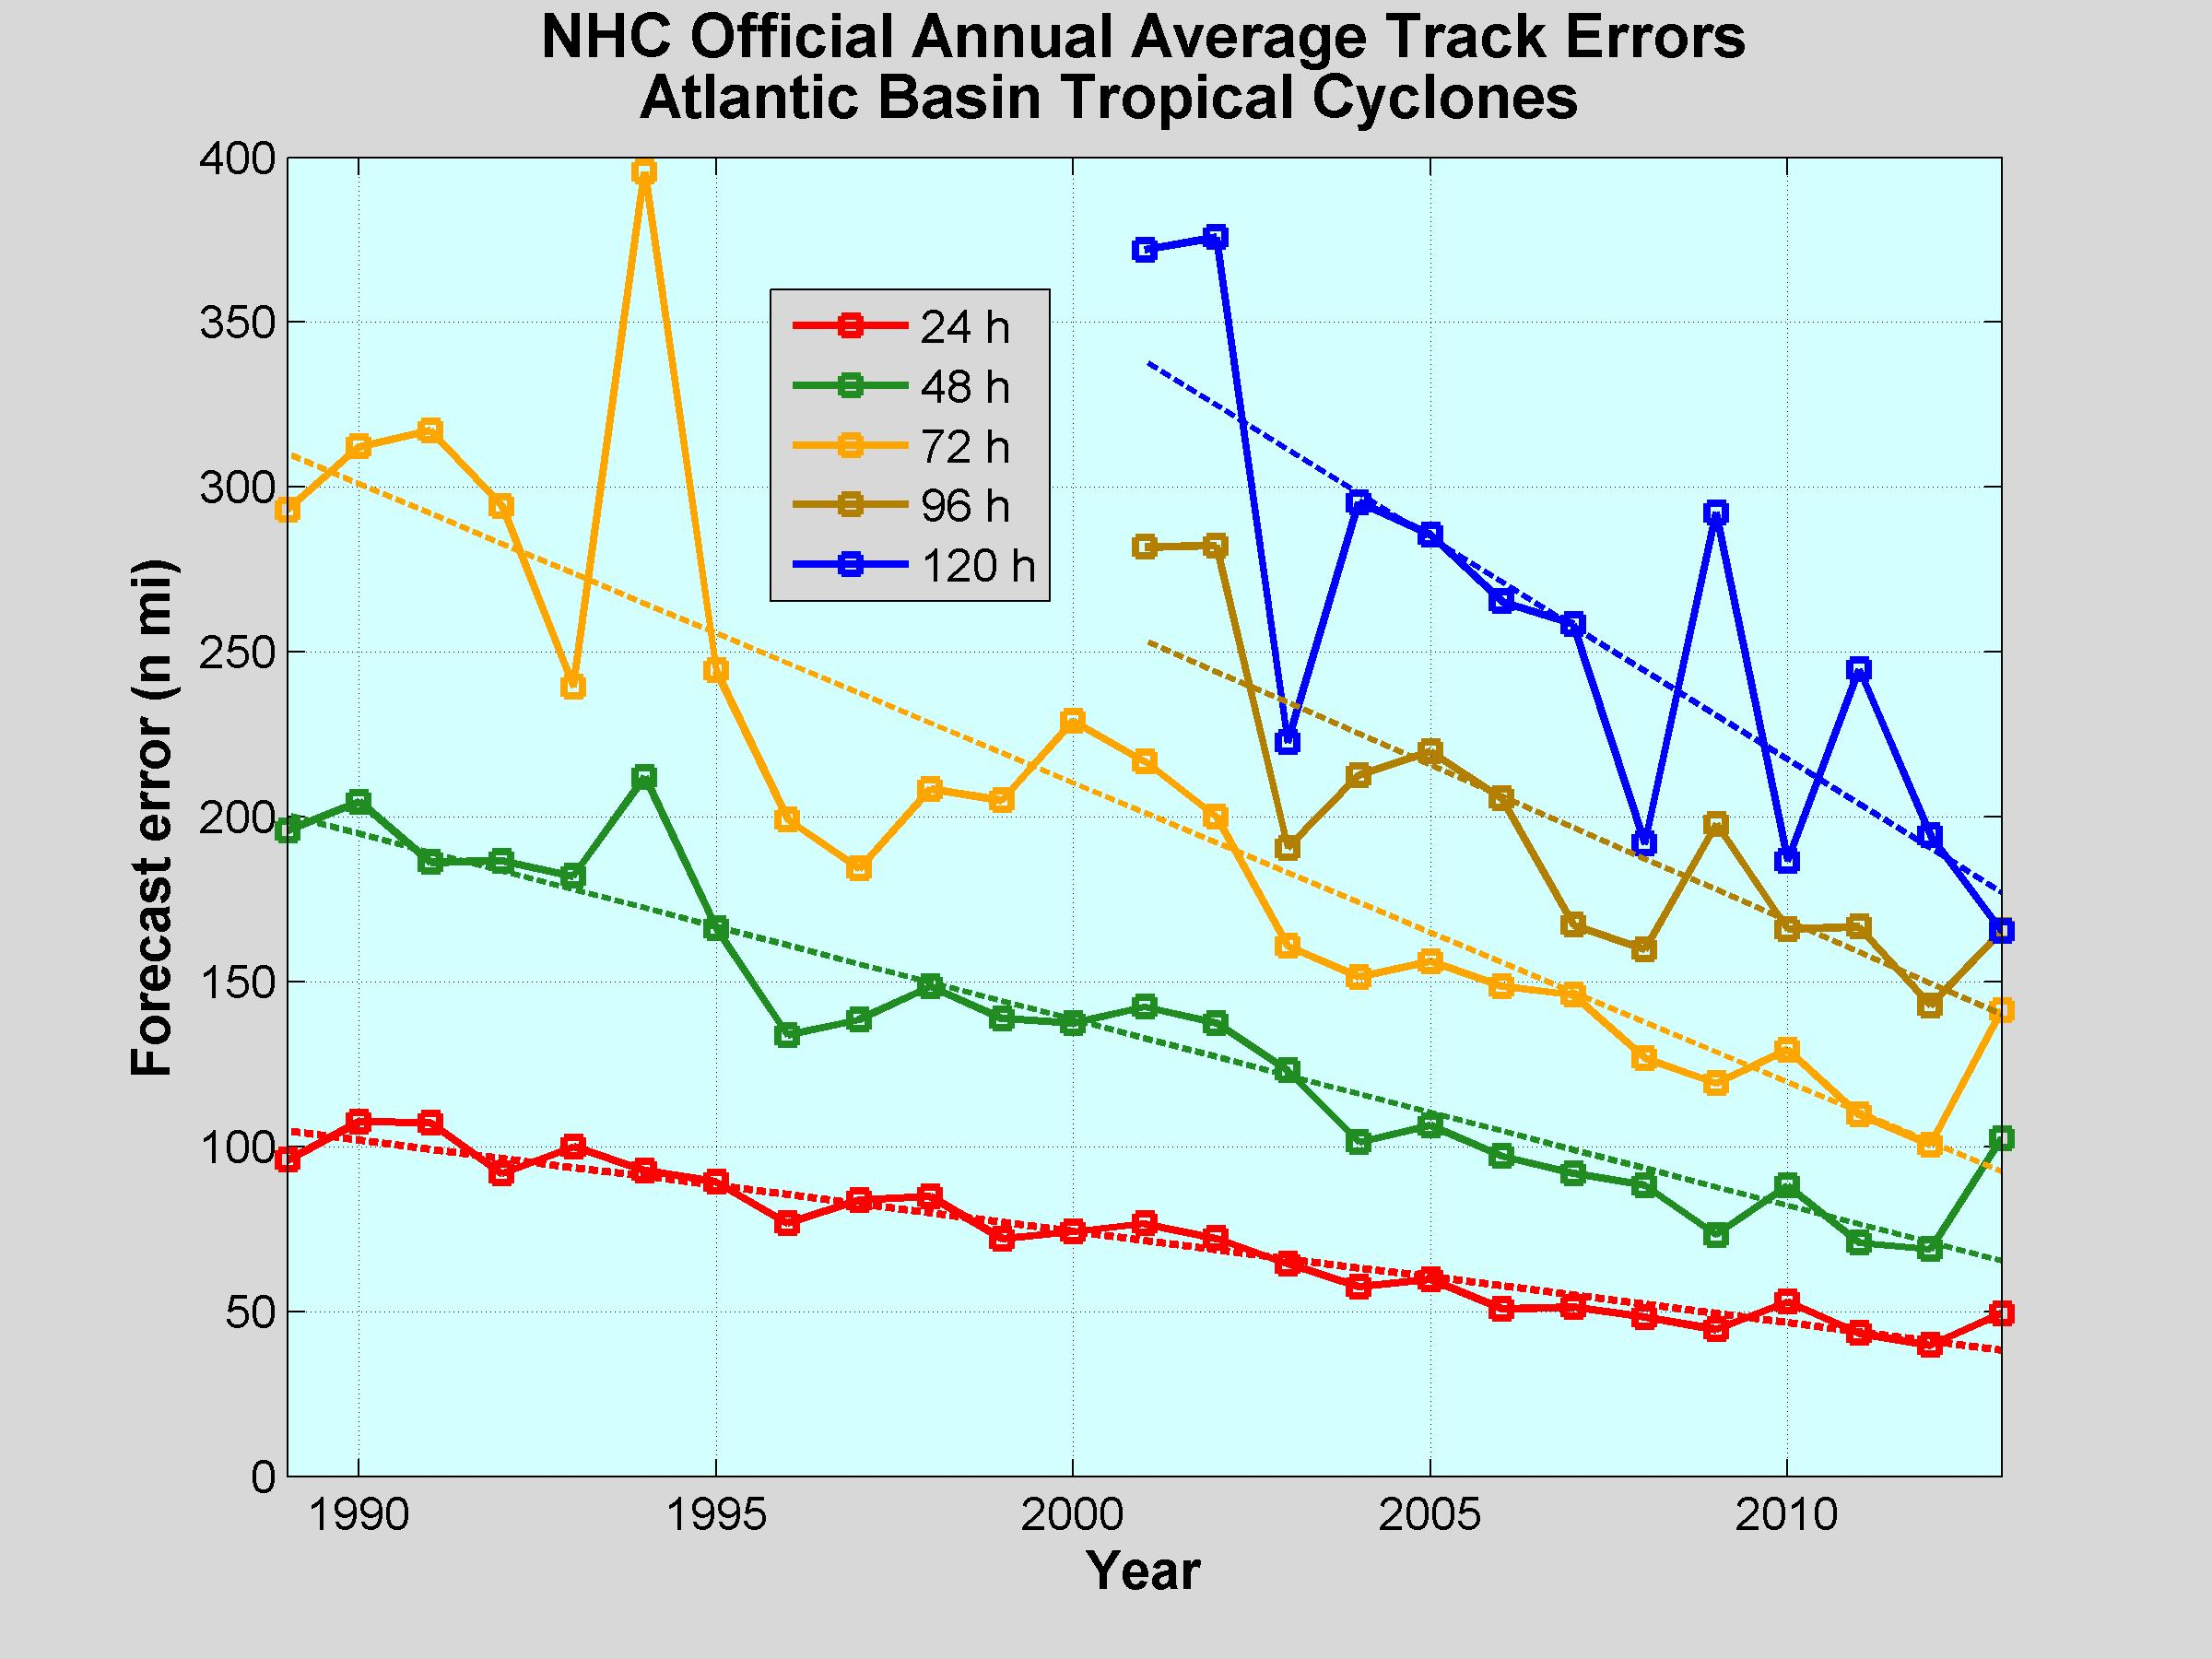 NHC Official Annual Average Track Errors
Atlantic Basin Tropical Cyclones
400
350
300
250
200
150
100
50
0
Forecast error (n mi)
24 h
48 h
72 h
96 h
120 h
1990 1995 2000 2005 2010
Year